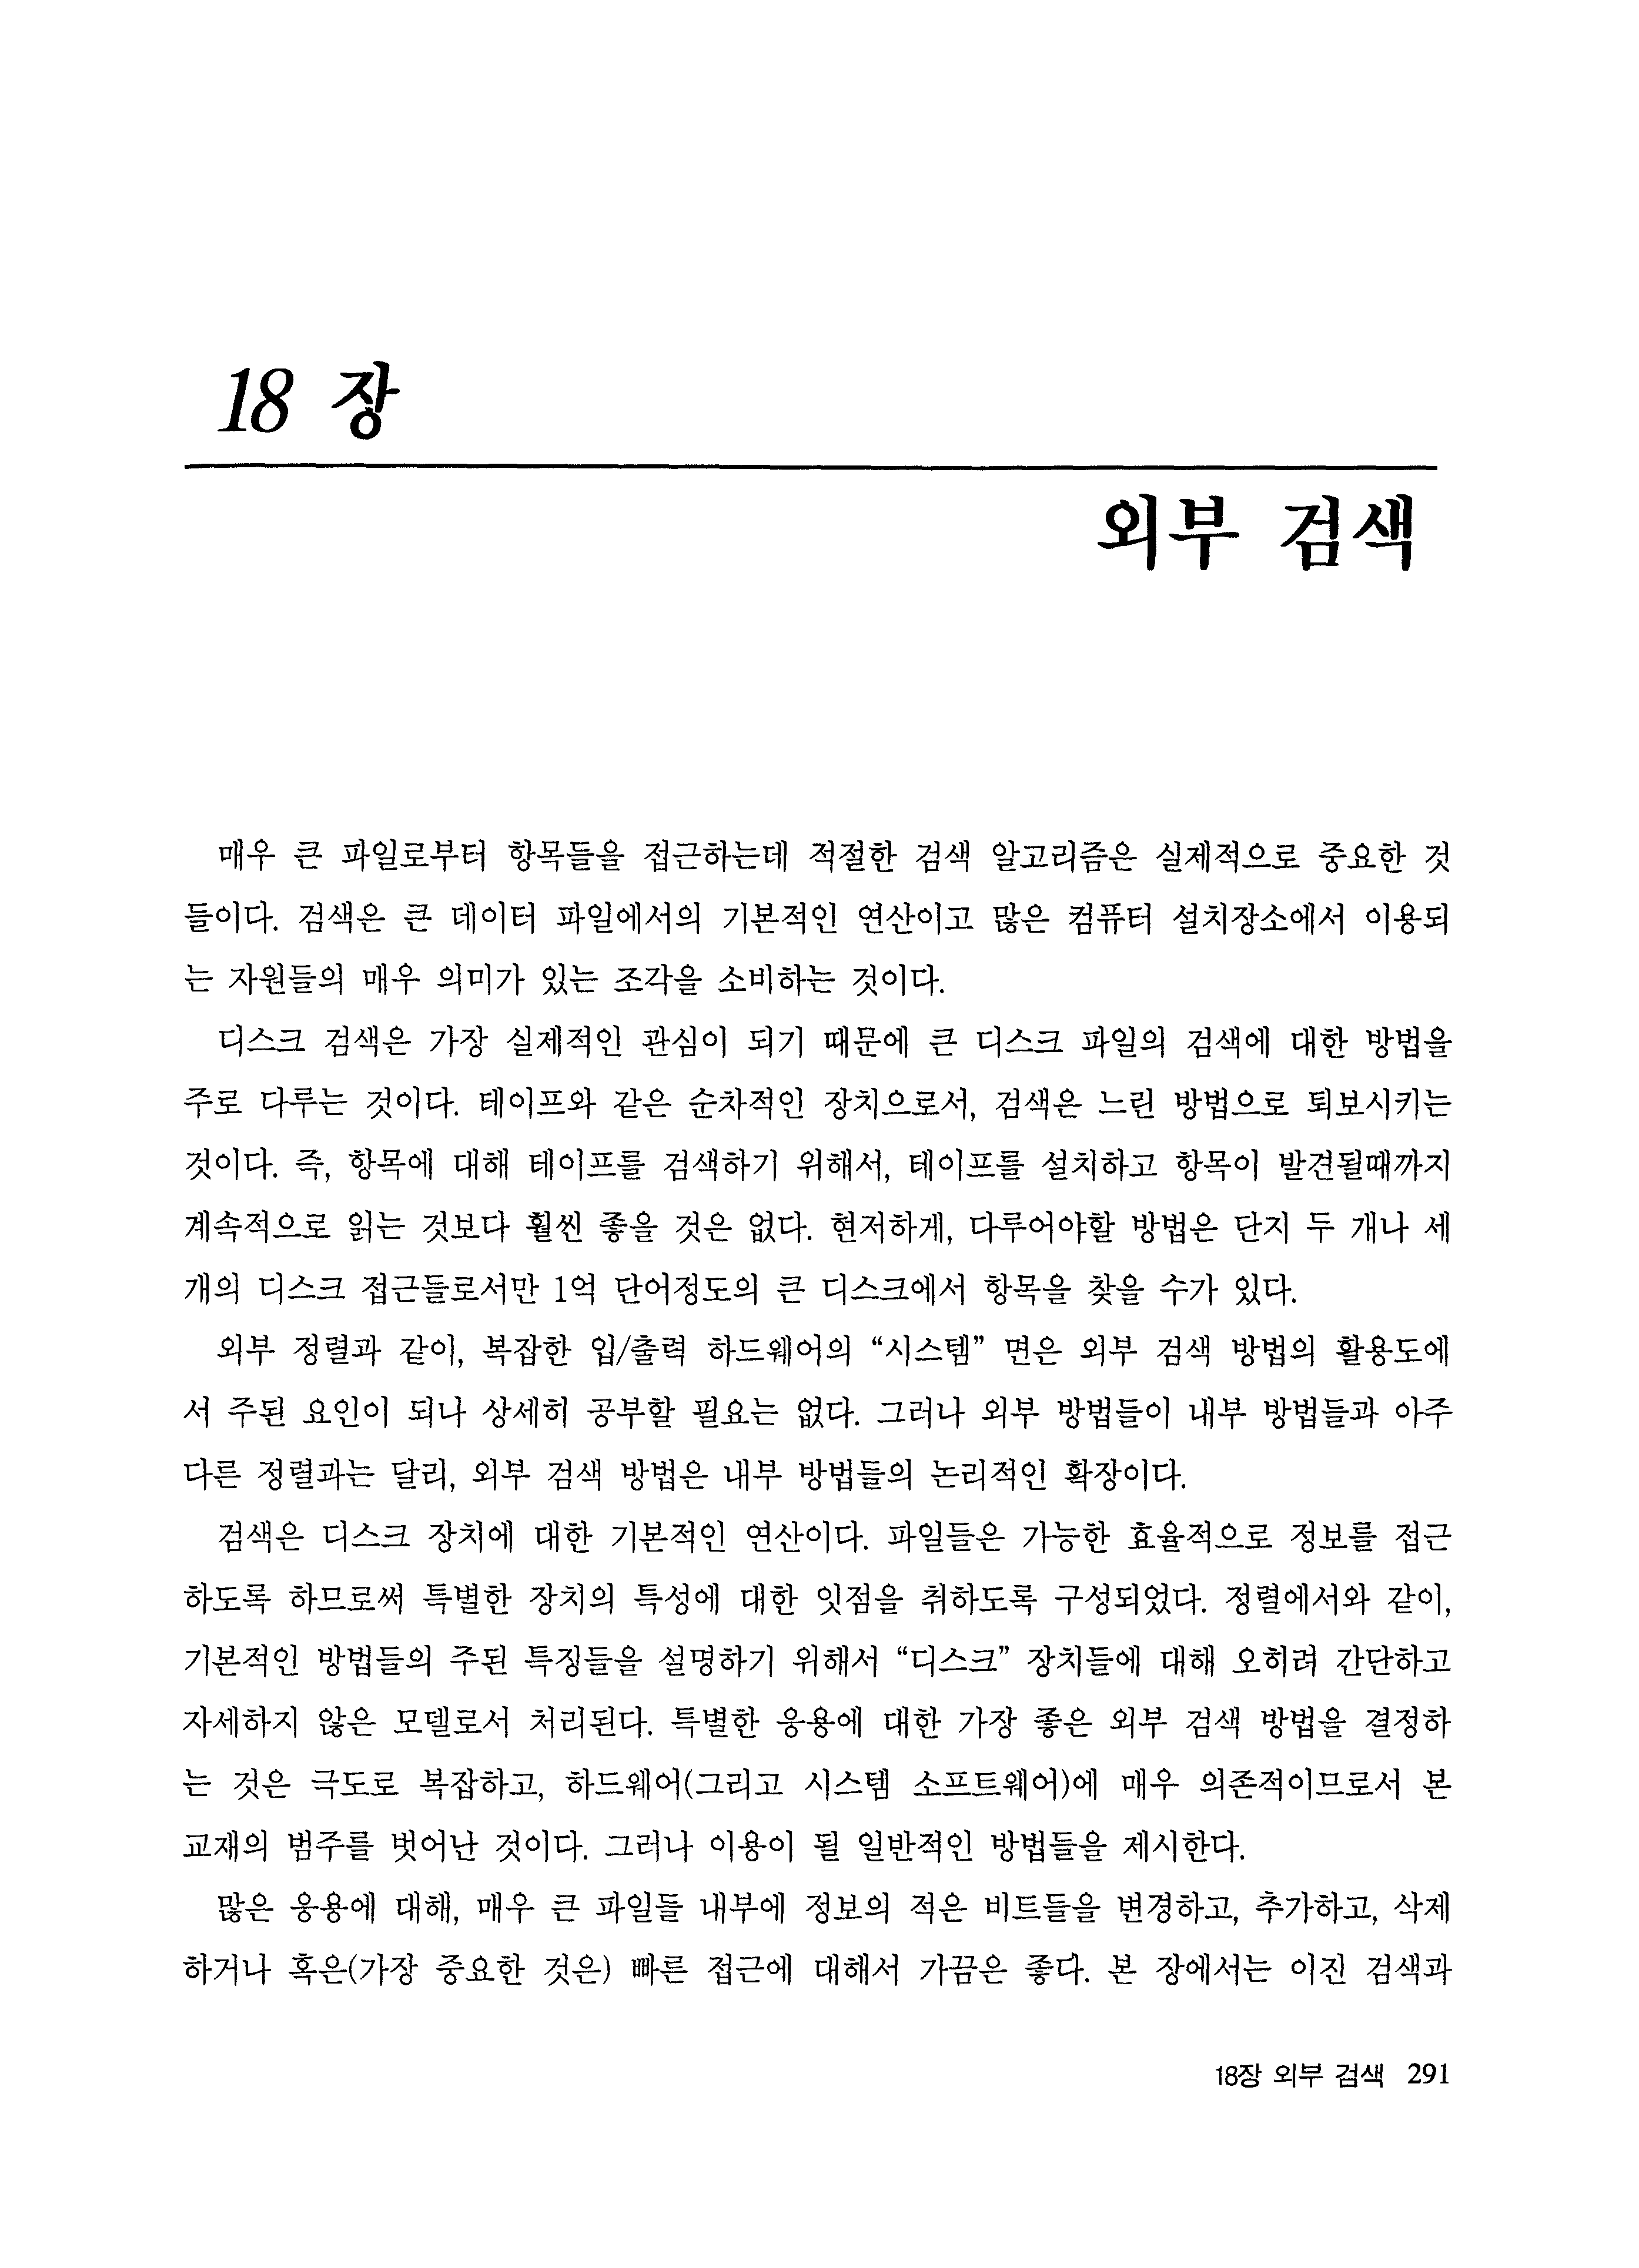 18 장
외부 검색
매우 큰 파일로부터 항목들을 접근하는데 적절한 검색 알고리즘은 실제적으로 중요한 것
들이다. 검색은 큰 데이터 파일에서의 기본적인 연산이고 많은 컴퓨터 설치장소에서 이용되
는 자원들의 매우 의미가 있는 조각을 소비하는 것이다.
디스크 검색은 가장 실제적인 관심이 되기 때문에 큰 디스크 파일의 검색에 대한 방법을
주로 다루는 것이다. 테이프와 같은 순차적인 장치으로서, 검색은 느린 방법으로 퇴보시키는
것이다. 즉, 항목에 대해 테이프를 검색하기 위해서, 테이프를 설치하고 항목이 발견될때까지
계속적으로 읽는 것보다 훨씬 좋을 것은 없다. 현저하게, 다루어야할 방법은 단지 두 개나 세
개의 디스크 접근들로서만 1억 단어정도의 큰 디스크에서 항목을 찾을 수가 있다.
외부 정렬과 같이, 복잡한 입/출력 하드웨어의 “시스템” 면은 외부 검색 방법의 활용도에
서 주된 요인이 되나 상세히 공부할 필요는 없다. 그러나 외부 방법들이 내부 방법들과 아주
다른 정렬과는 달리, 외부 검색 방법은 내부 방법들의 논리적인 확장이다.
검색은 디스크 장치에 대한 기본적인 연산이다. 파일들은 가능한 효율적으로 정보를 접근
하도록 하므로써 특별한 장치의 특성에 대한 잇점을 취하도록 구성되었다. 정렬에서와 같이,
기본적인 방법들의 주된 특징들을 설명하기 위해서 “디스크” 장치들에 대해 오히려 간단하고
자세하지 않은 모델로서 처리된다. 특별한 응용에 대한 가장 좋은 외부 검색 방법을 결정하
는 것은 극도로 복잡하고, 하드웨어(그리고 시스템 소프트웨어)에 매우 의존적이므로서 본
교재의 범주를 벗어난 것이다. 그러나 이용이 될 일반적인 방법들을 제시한다.
많은 응용에 대해, 매우 큰 파일들 내부에 정보의 적은 비트들을 변경하고, 추가하고, 삭제
하거나 혹은(가장 중요한 것은) 빠른 접근에 대해서 가끔은 좋다. 본 장에서는 이진 검색과
18장 외부 검색 291